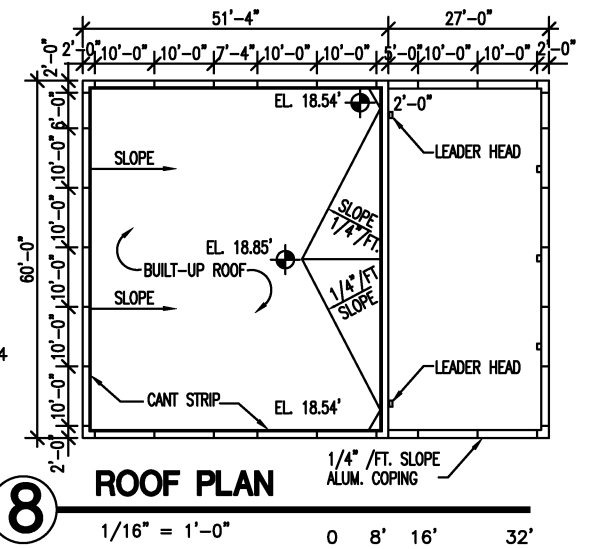 51'-4" 27'-0"
2'-0" 10'-0" 10'-0" 7'-4" 10'-0" 10'-0" 5'-0" 10'-0" 10'-0" 2'-0"
2'-0"
6'-0"
10'-0"
10'-0"
10'-0"
10'-0"
10'-0"
2'-0"
60'-0"
EL. 18.54'
2'-0"
LEADER HEAD
SLOPE
SLOPE
1/4"/FT.
EL. 18.85'
BUILT-UP ROOF
1/4"/FT
SLOPE
SLOPE
4
LEADER HEAD
CANT STRIP
EL. 18.54'
1/4" /FT. SLOPE
ALUM. COPING
8 ROOF PLAN
1/16" = 1'-0" 0 8' 16' 32'